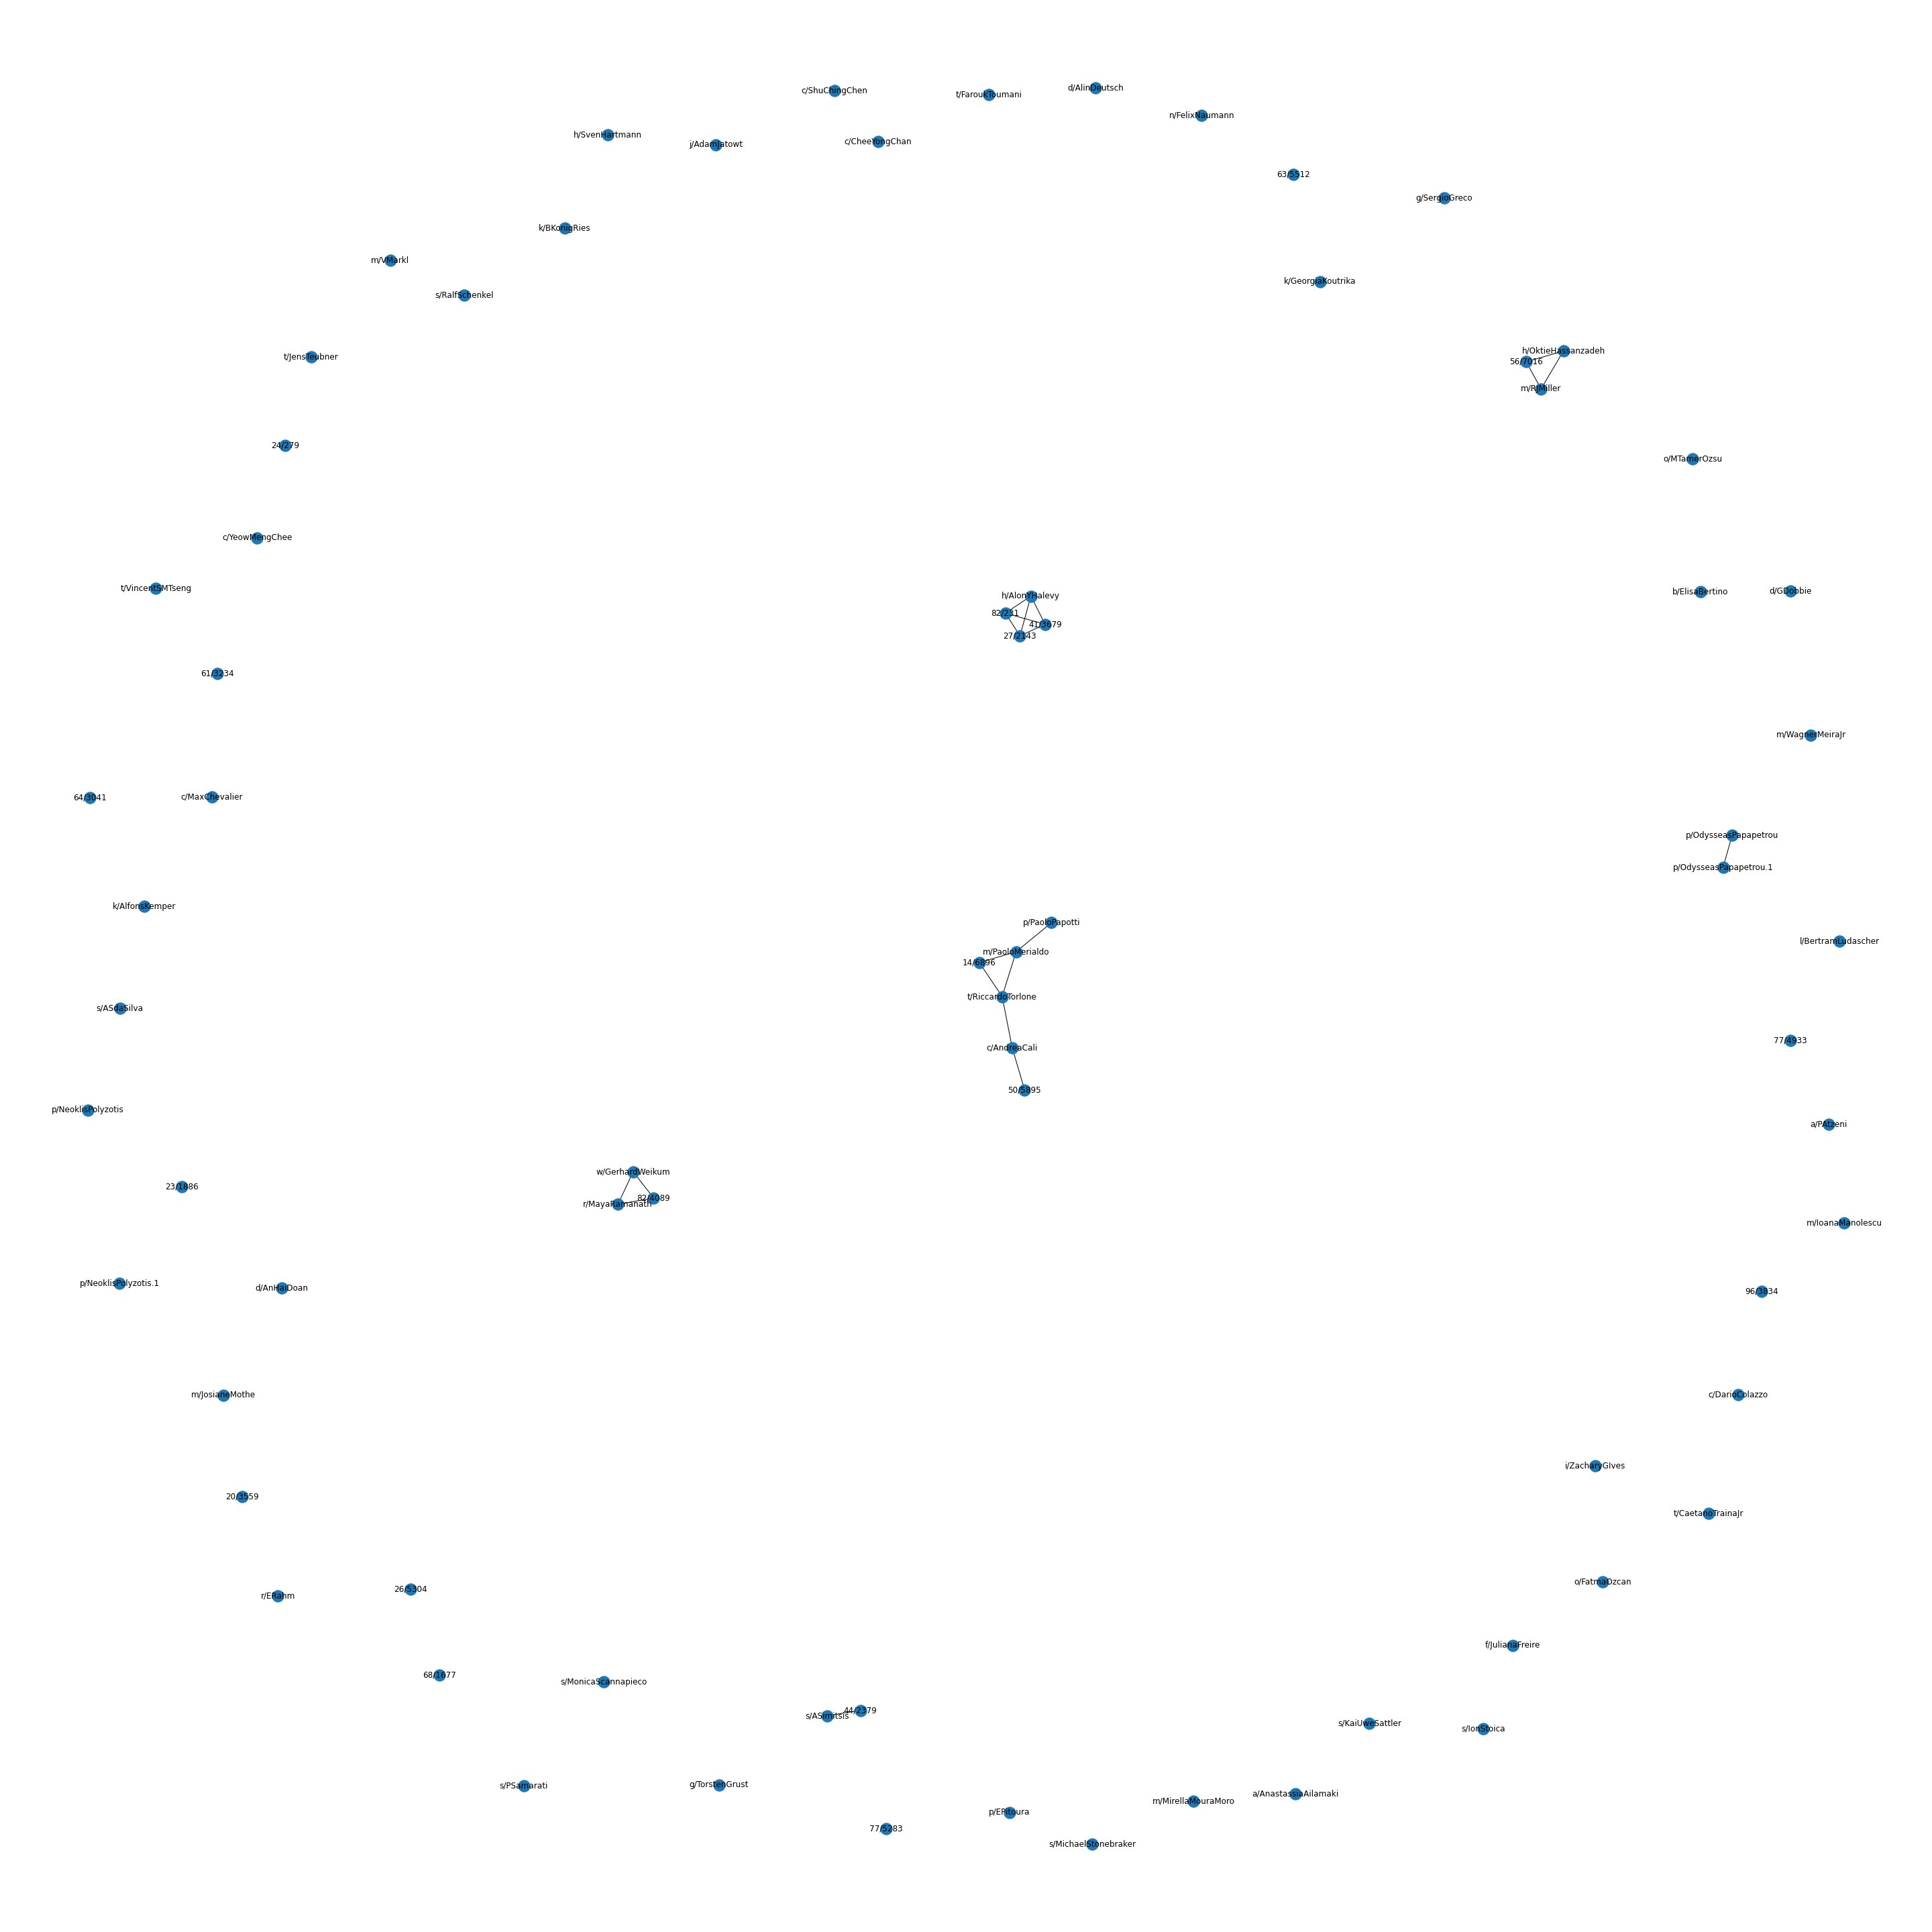 d/AlinDeutsch
c/ShuChingChen
t/FaroukToumani
n/FelixNaumann
h/SvenHartmann
c/CheeYongChan
j/AdamJatowt
63/5512
g/SergioGreco
k/BKonigRies
m/VMarkl
k/GeorgiaKoutrika
s/RalfSchenkel
h/OktieHassanzadeh
t/JensTeubner
56/7016
m/RJMiller
24/279
o/MTamerOzsu
c/YeowMengChee
t/VincentSMTseng
b/ElisaBertino
d/GDobbie
h/AlonYHalevy
82/231
41/3679
27/2143
61/3234
m/WagnerMeiraJr
64/3041
c/MaxChevalier
p/OdysseasPapapetrou
p/OdysseasPapapetrou.1
k/AlfonsKemper
p/PaoloPapotti
l/BertramLudascher
m/PaoloMerialdo
14/6896
t/RiccardoTorlone
s/ASdaSilva
77/4933
c/AndreaCali
50/5895
p/NeoklisPolyzotis
a/PAtzeni
w/GerhardWeikum
23/1886
82/4089
r/MayaRamanath
m/IoanaManolescu
p/NeoklisPolyzotis.1
d/AnHaiDoan
96/3834
m/JosianeMothe
c/DarioColazzo
i/ZacharyGIves
20/3559
t/CaetanoTrainaJr
o/FatmaOzcan
26/5304
r/ERahm
f/JulianaFreire
68/1677
s/MonicaScannapieco
44/2379
s/ASimitsis
s/KaiUweSattler
s/IonStoica
g/TorstenGrust
s/PSamarati
a/AnastassiaAilamaki
m/MirellaMouraMoro
p/EPitoura
77/5283
s/MichaelStonebraker